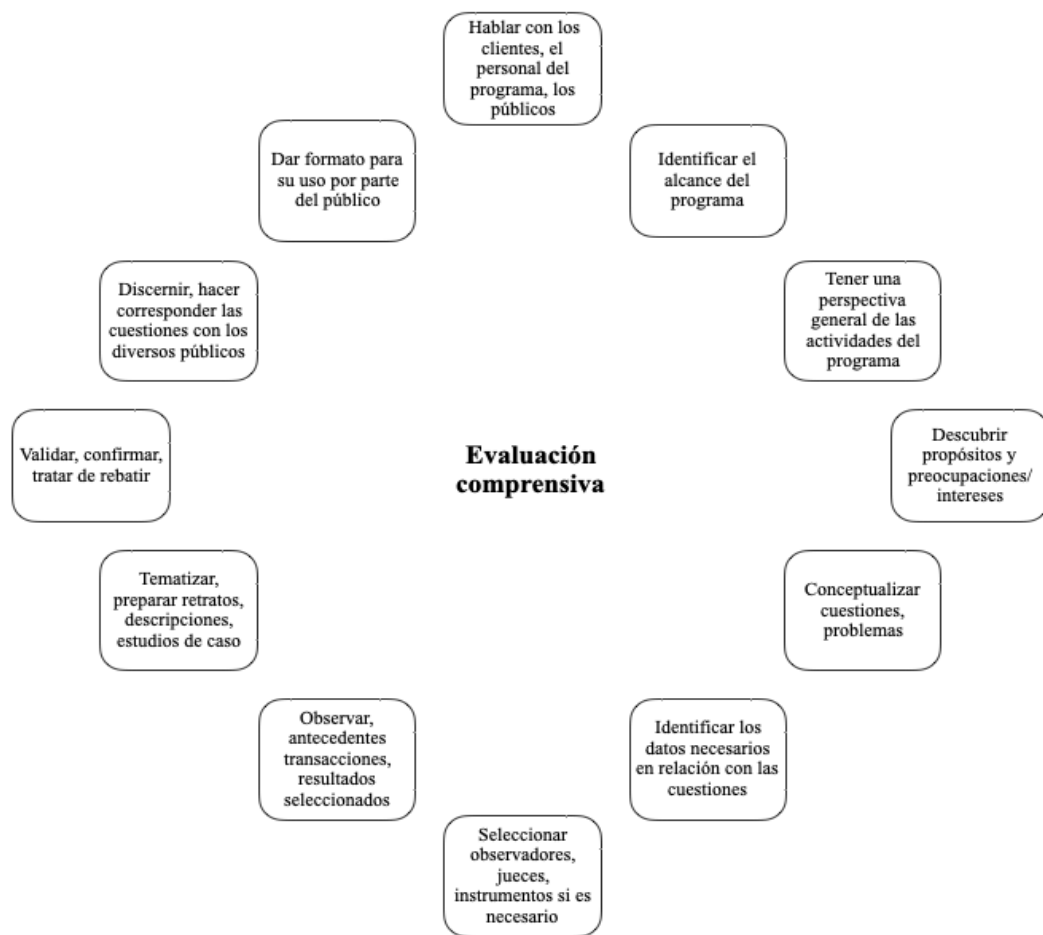 Hablar con los
clientes, el
personal del
programa, los
públicos
Identificar el
alcance del
programa
Tener una
perspectiva
general de las
actividades del
programa
Descubrir
propósitos y
preocupaciones/
intereses
Conceptualizar
cuestiones,
problemas
Identificar los
datos necesarios
en relación con las
cuestiones
Seleccionar
observadores,
jueces,
instrumentos si es
necesario
Observar,
antecedentes
transacciones,
resultados
seleccionados
Tematizar,
preparar retratos,
descripciones,
estudios de caso
Validar, confirmar,
tratar de rebatir
Discernir, hacer
corresponder las
cuestiones con los
diversos públicos
Dar formato para
su uso por parte
del público
Evaluación
comprensiva